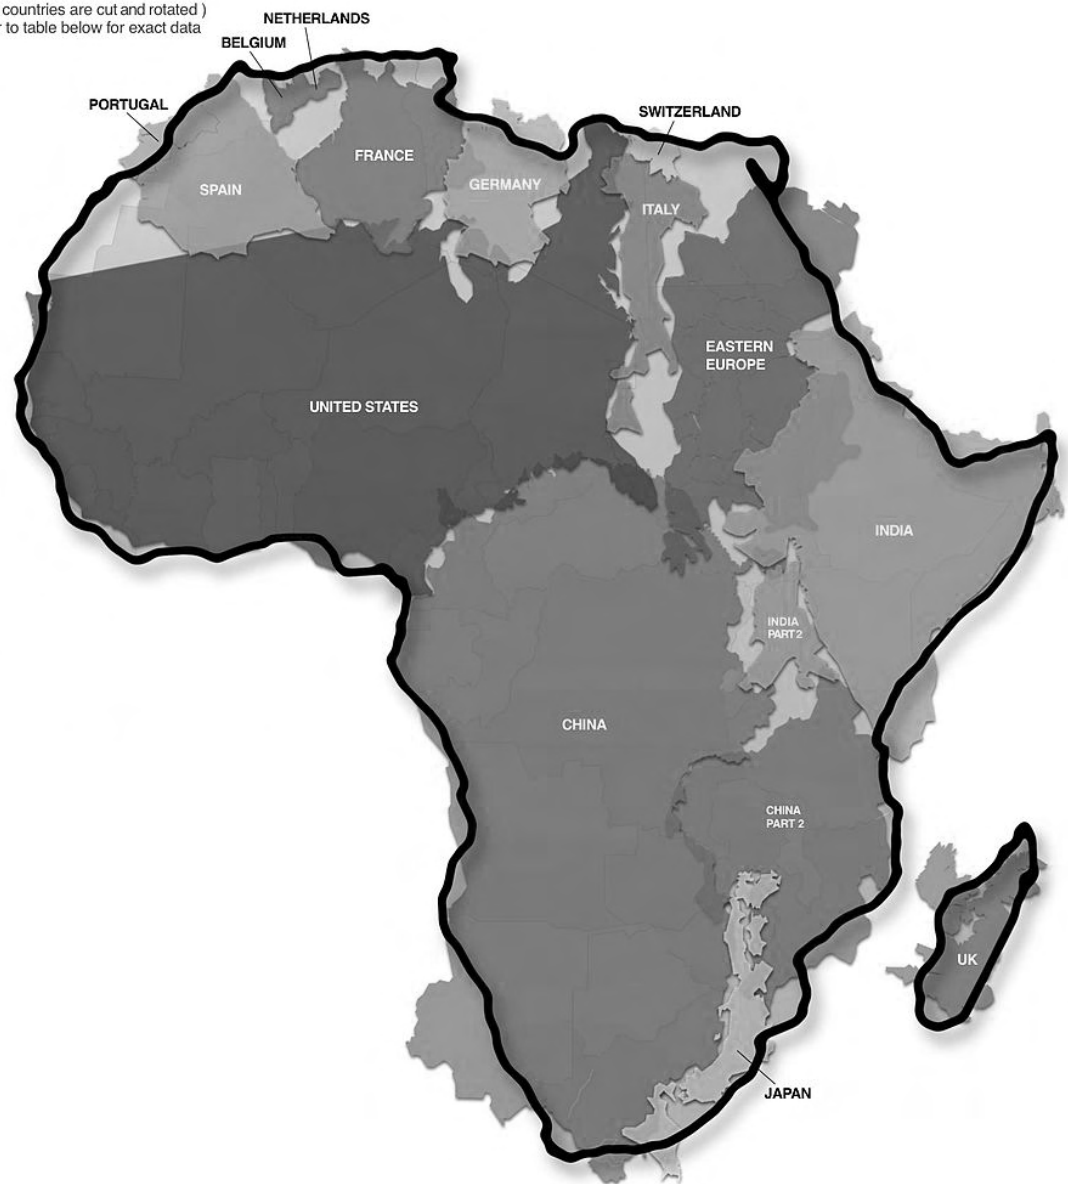 countries are cut and rotated )
to table below for exact data
NETHERLANDS
BELGIUM
PORTUGAL
SWITZERLAND
FRANCE
GERMANY
SPAIN
ITALY
EASTERN
EUROPE
UNITED STATES
INDIA
INDIA
PART 2
CHINA
CHINA
PART 2
UK
JAPAN